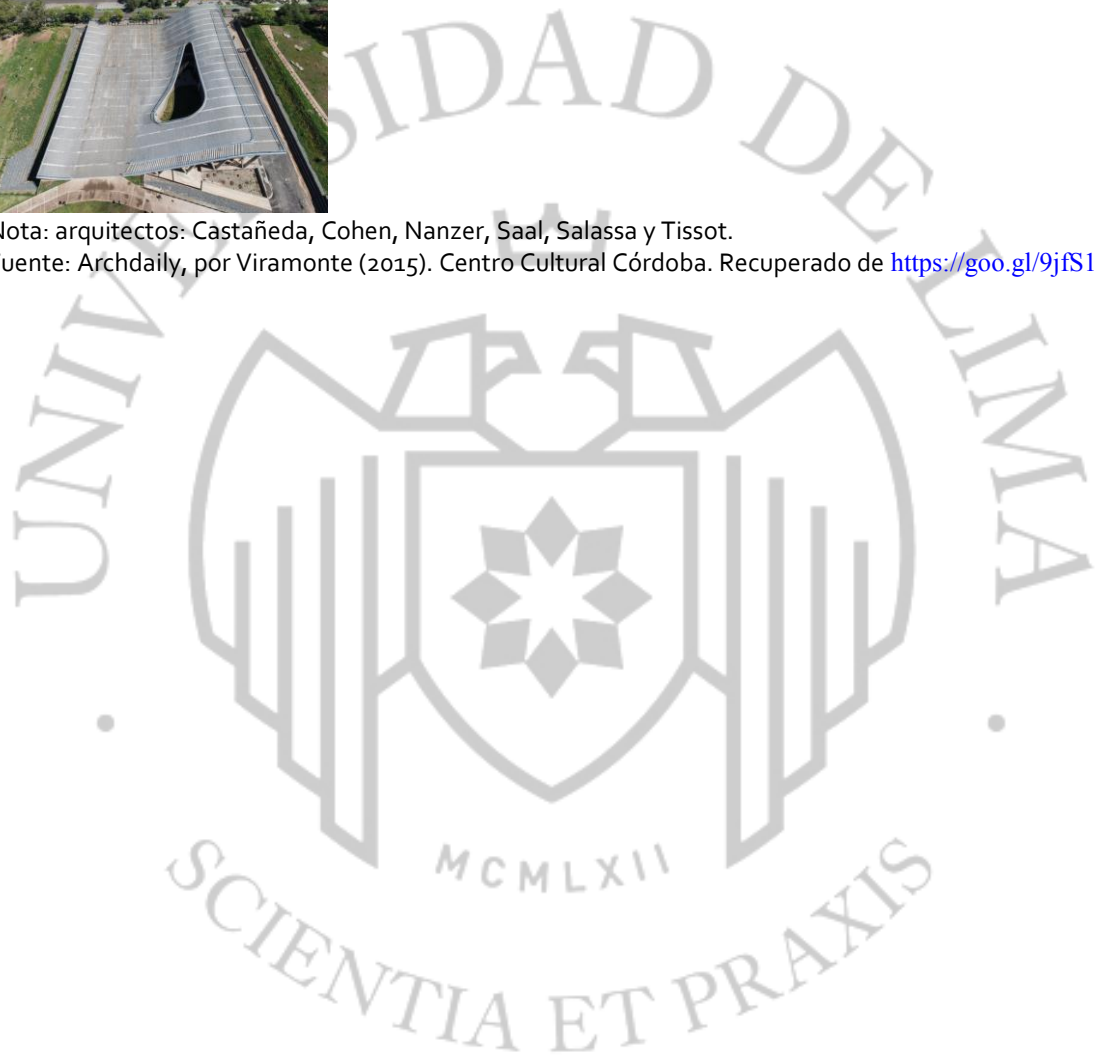 Nota: arquitectos: Castañeda, Cohen, Nanzer, Saal, Salassa y Tissot.
Fuente: Archdaily, por Viramonte (2015). Centro Cultural Córdoba. Recuperado de https://goo.gl/9jfS1
UNIVERSIDAD DE LIMA
MCMLXII
SCIENTIA ET PRAXIS